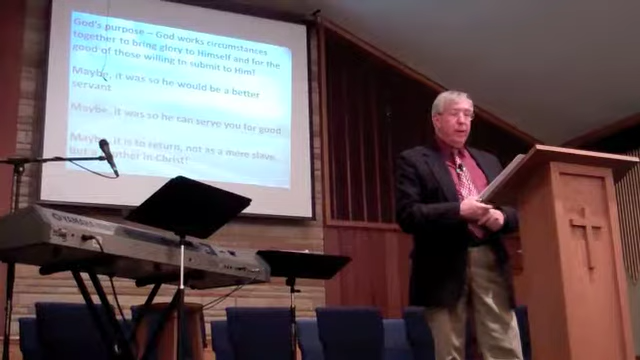 God's purpose – God works circumstances
together to bring glory to Himself and for the
good of those willing to submit to Him?
Maybe, it was so he would be a better
servant
Maybe, it was so he can serve you for good
Maybe, it is to return, not as a mere slave,
but a brother in Christ!
YAMAHA